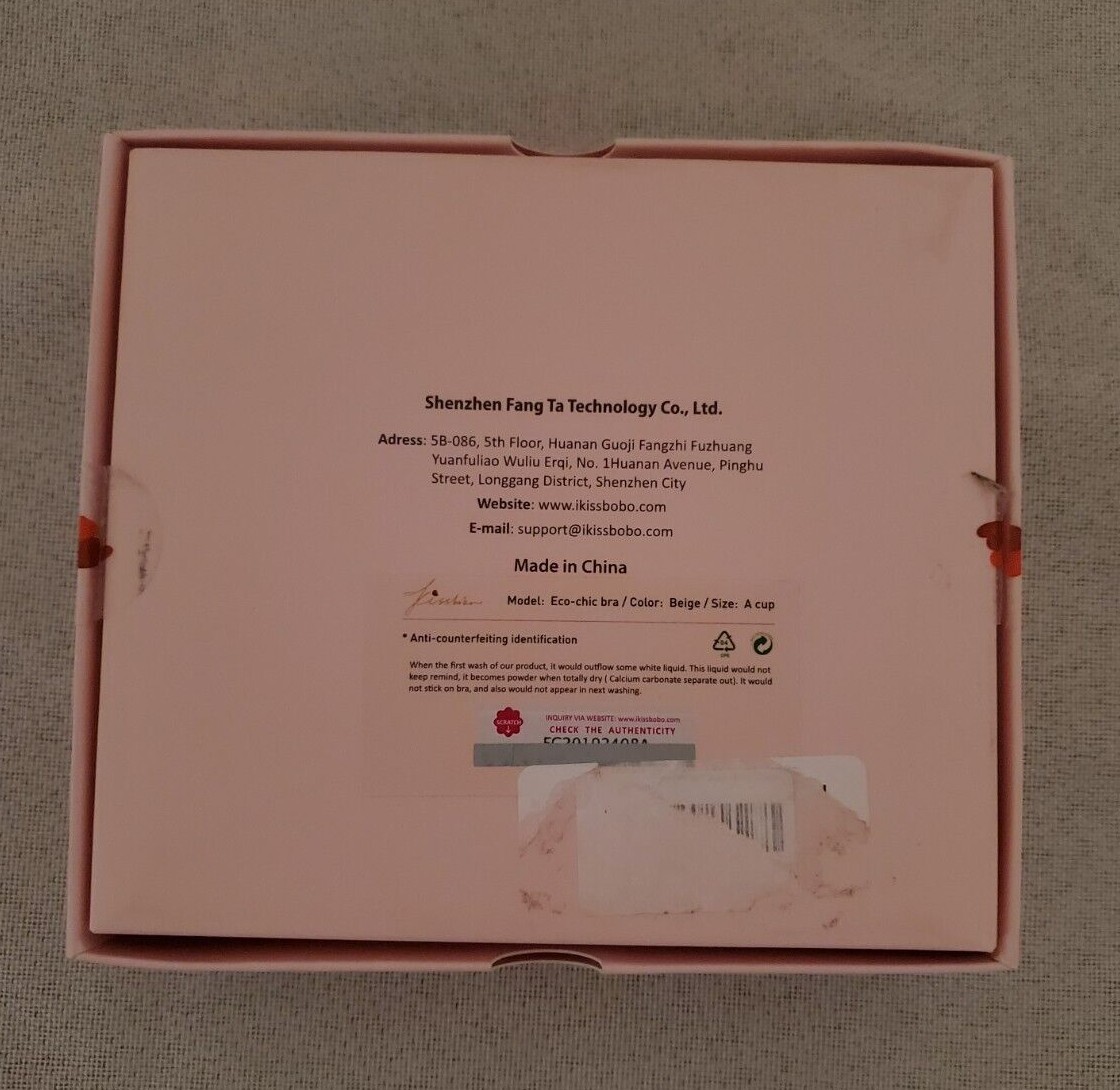 Shenzhen Fang Ta Technology Co., Ltd.
Adress: 5B-086, 5th Floor, Huanan Guoji Fangzhi Fuzhuang
Yuanfuliao Wuliu Erqi, No. 1Huanan Avenue, Pinghu
Street, Longgang District, Shenzhen City
Website: www.ikissbobo.com
E-mail: support@ikissbobo.com
Made in China
Model: Eco-chic bra / Color: Beige / Size: A cup
* Anti-counterfeiting identification
When the first wash of our product, it would outflow some white liquid. This liquid would not
keep remind, it becomes powder when totally dry ( Calcium carbonate separate out). It would
not stick on bra, and also would not appear in next washing.
SCRATCH
INQUIRY VIA WEBSITE: www.ikissbobo.com
CHECK THE AUTHENTICITY